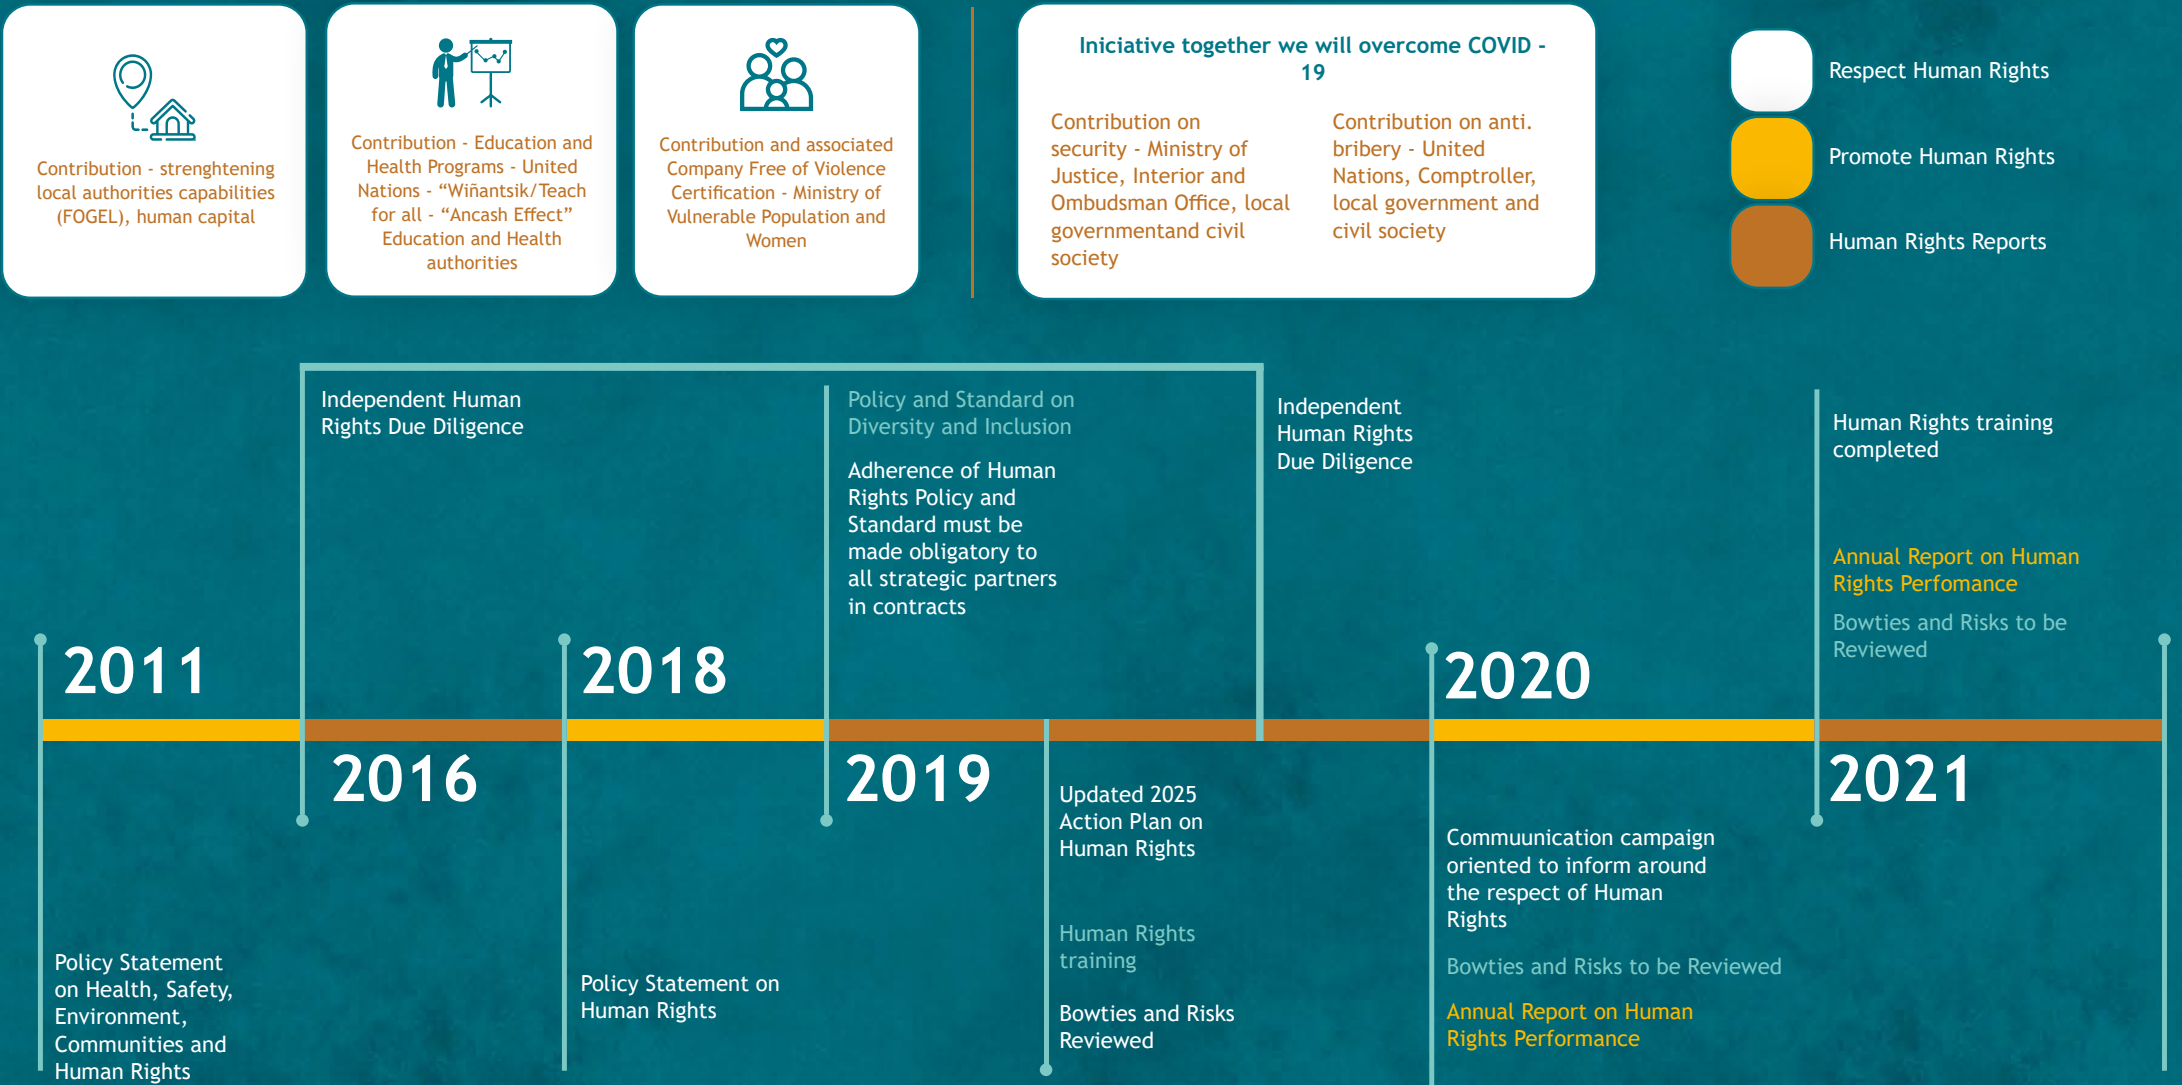 Contribution - strenghtening
local authorities capabilities
(FOGEL), human capital
Contribution - Education and
Health Programs - United
Nations - “Wiñantsik/Teach
for all - “Ancash Effect”
Education and Health
authorities
Contribution and associated
Company Free of Violence
Certification - Ministry of
Vulnerable Population and
Women
Iniciative together we will overcome COVID -
19
Contribution on
security - Ministry of
Justice, Interior and
Ombudsman Office, local
governmentand civil
society
Contribution on anti.
bribery - United
Nations, Comptroller,
local government and
civil society
Respect Human Rights
Promote Human Rights
Human Rights Reports
Independent Human
Rights Due Diligence
Policy and Standard on
Diversity and Inclusion
Adherence of Human
Rights Policy and
Standard must be
made obligatory to
all strategic partners
in contracts
Independent
Human Rights
Due Diligence
Human Rights training
completed
Annual Report on Human
Rights Perfomance
Bowties and Risks to be
Reviewed
2011
2018
2020
2016
2019
2021
Policy Statement
on Health, Safety,
Environment,
Communities and
Human Rights
Policy Statement on
Human Rights
Updated 2025
Action Plan on
Human Rights
Human Rights
training
Bowties and Risks
Reviewed
Commuunication campaign
oriented to inform around
the respect of Human
Rights
Bowties and Risks to be Reviewed
Annual Report on Human
Rights Performance